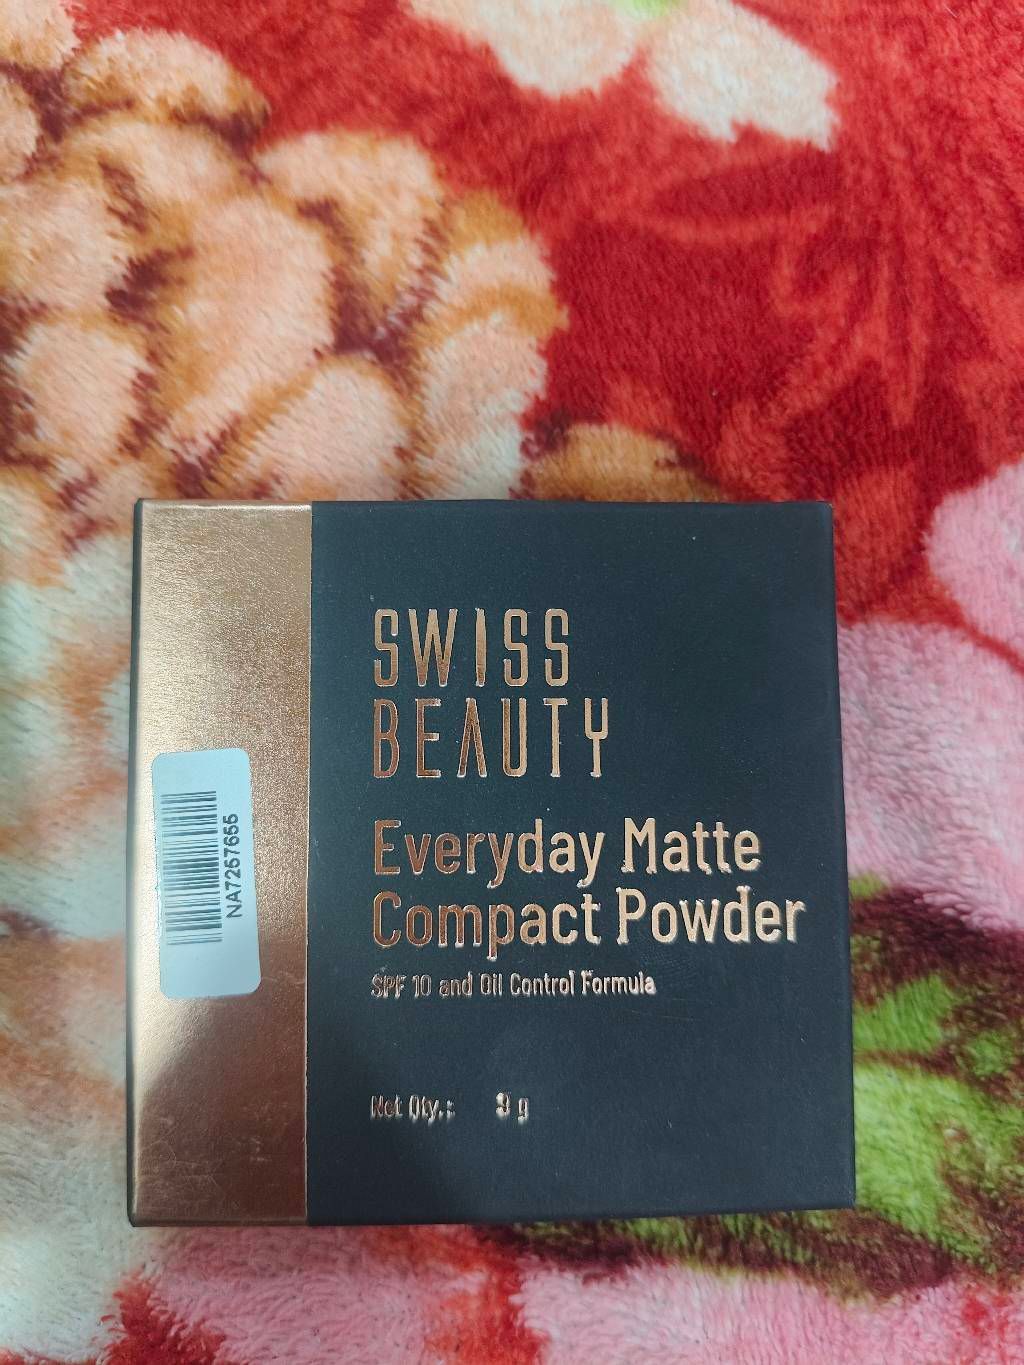 SWISS
BEAUTY
Everyday Matte
Compact Powder
SPF 10 and Oil Control Formula
Net Qty.: 9 g
NA7257655